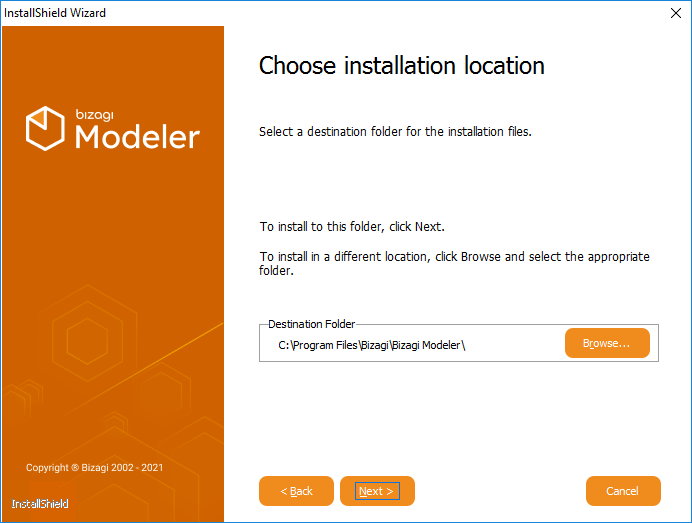 InstallShield Wizard
bizagi
Modeler
Choose installation location
Select a destination folder for the installation files.
To install to this folder, click Next.
To install in a different location, click Browse and select the appropriate
folder.
Destination Folder
C:\Program Files\Bizagi\Bizagi Modeler\
Browse...
Copyright ® Bizagi 2002 - 2021
InstallShield
< Back
Next >
Cancel